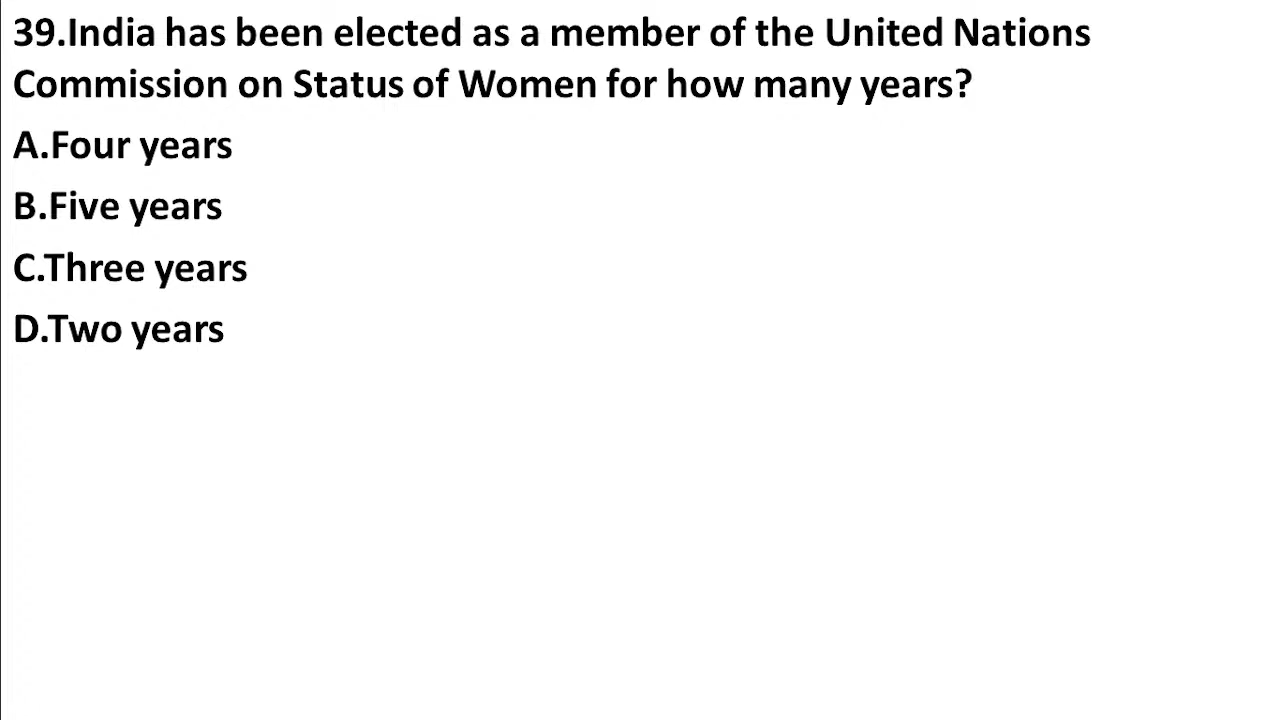 39.India has been elected as a member of the United Nations
Commission on Status of Women for how many years?
A.Four years
B.Five years
C.Three years
D.Two years